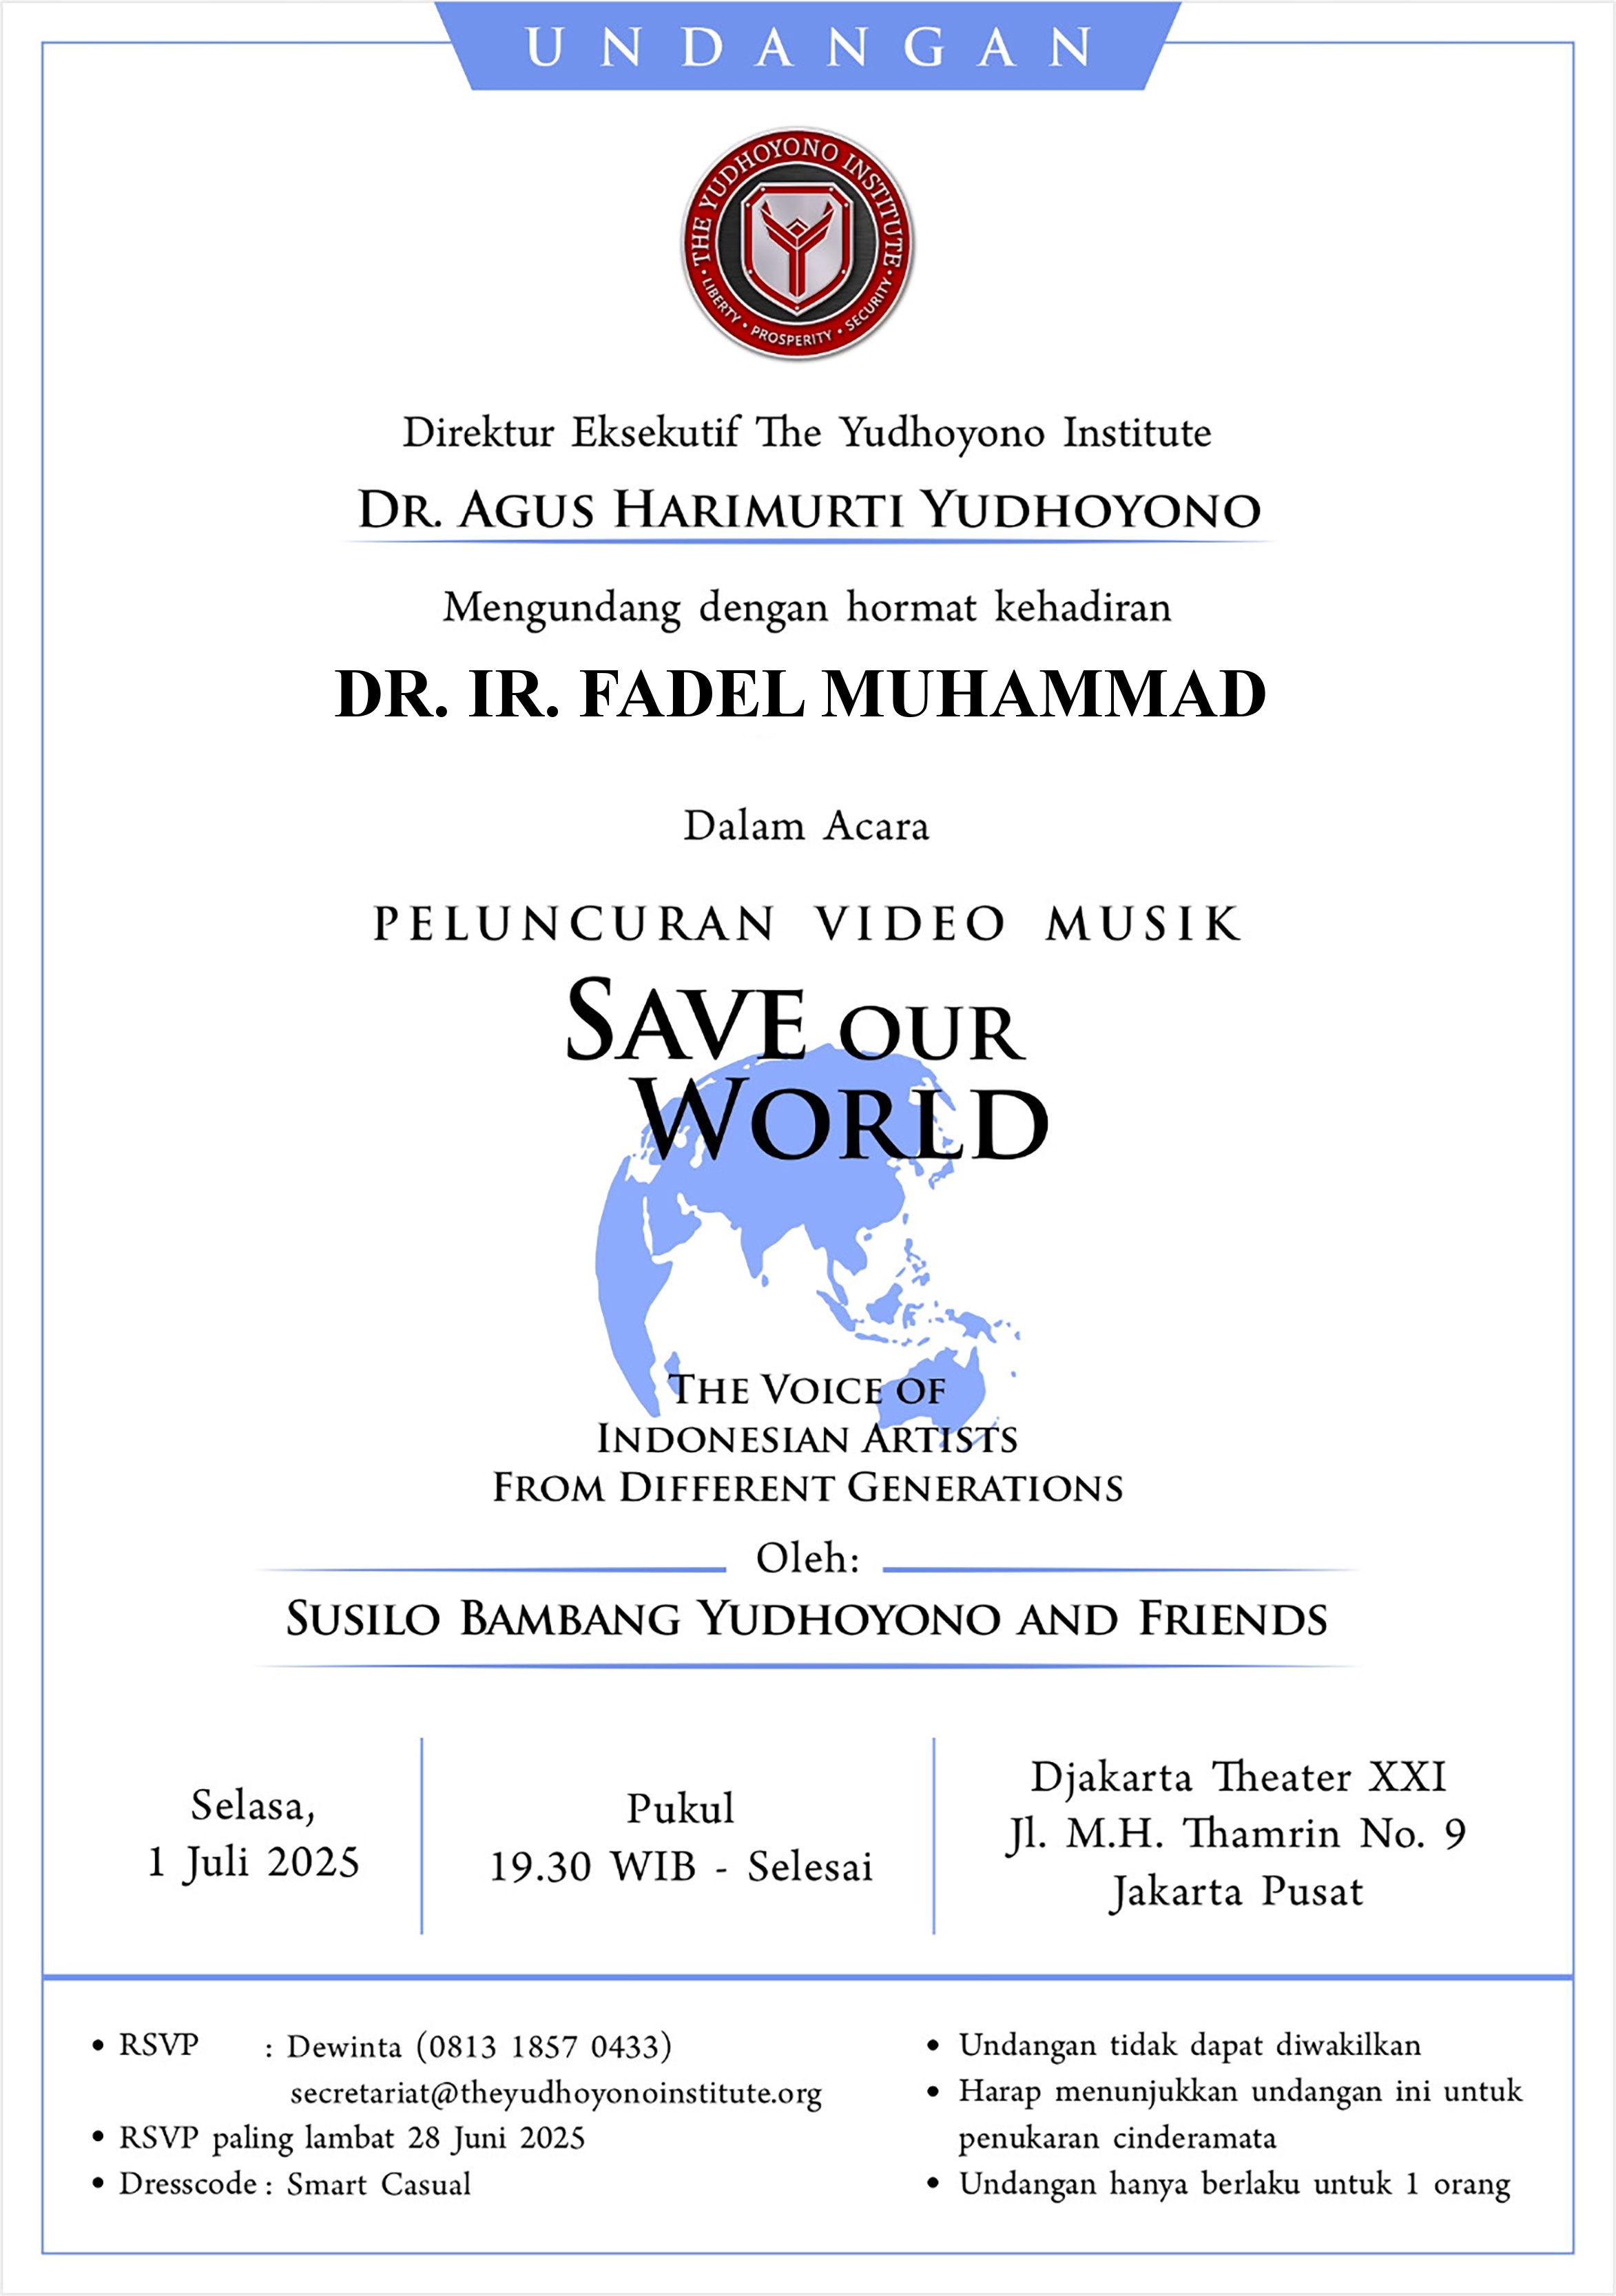 UNDANGAN
THE YUDHOYONO INSTITUTE
LIBERTY • PROSPERITY • SECURITY
Direktur Eksekutif The Yudhoyono Institute
DR. AGUS HARIMURTI YUDHOYONO
Mengundang dengan hormat kehadiran
DR. IR. FADEL MUHAMMAD
Dalam Acara
PELUNCURAN VIDEO MUSIK
SAVE OUR
WORLD
THE VOICE OF
INDONESIAN ARTISTS
FROM DIFFERENT GENERATIONS
Oleh:
SUSILO BAMBANG YUDHOYONO AND FRIENDS
Selasa,
1 Juli 2025
Pukul
19.30 WIB - Selesai
Djakarta Theater XXI
Jl. M.H. Thamrin No. 9
Jakarta Pusat
• RSVP : Dewinta (0813 1857 0433)
secretariat@theyudhoyonoinstitute.org
• RSVP paling lambat 28 Juni 2025
• Dresscode : Smart Casual
• Undangan tidak dapat diwakilkan
• Harap menunjukkan undangan ini untuk
penukaran cinderamata
• Undangan hanya berlaku untuk 1 orang